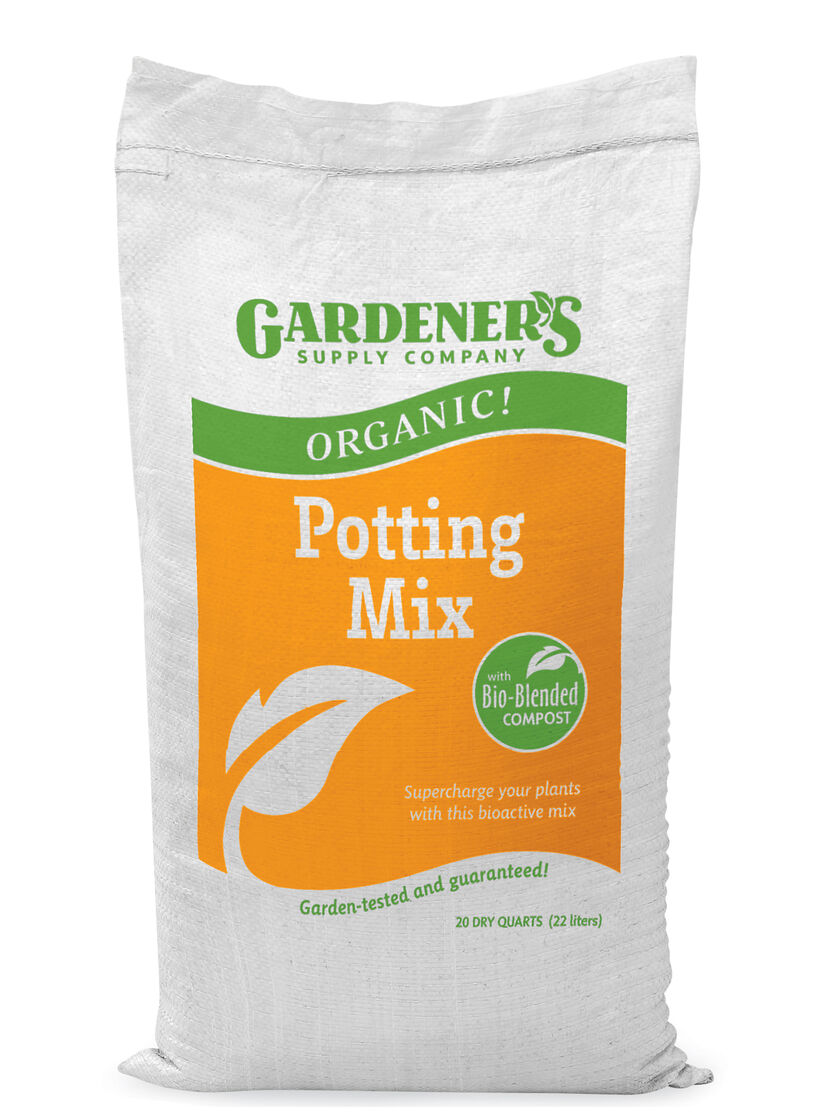 GARDENER'S
SUPPLY COMPANY
ORGANIC!
Potting
Mix
with
Bio-Blended
COMPOST
Supercharge your plants
with this bioactive mix
Garden-tested and guaranteed!
20 DRY QUARTS (22 liters)